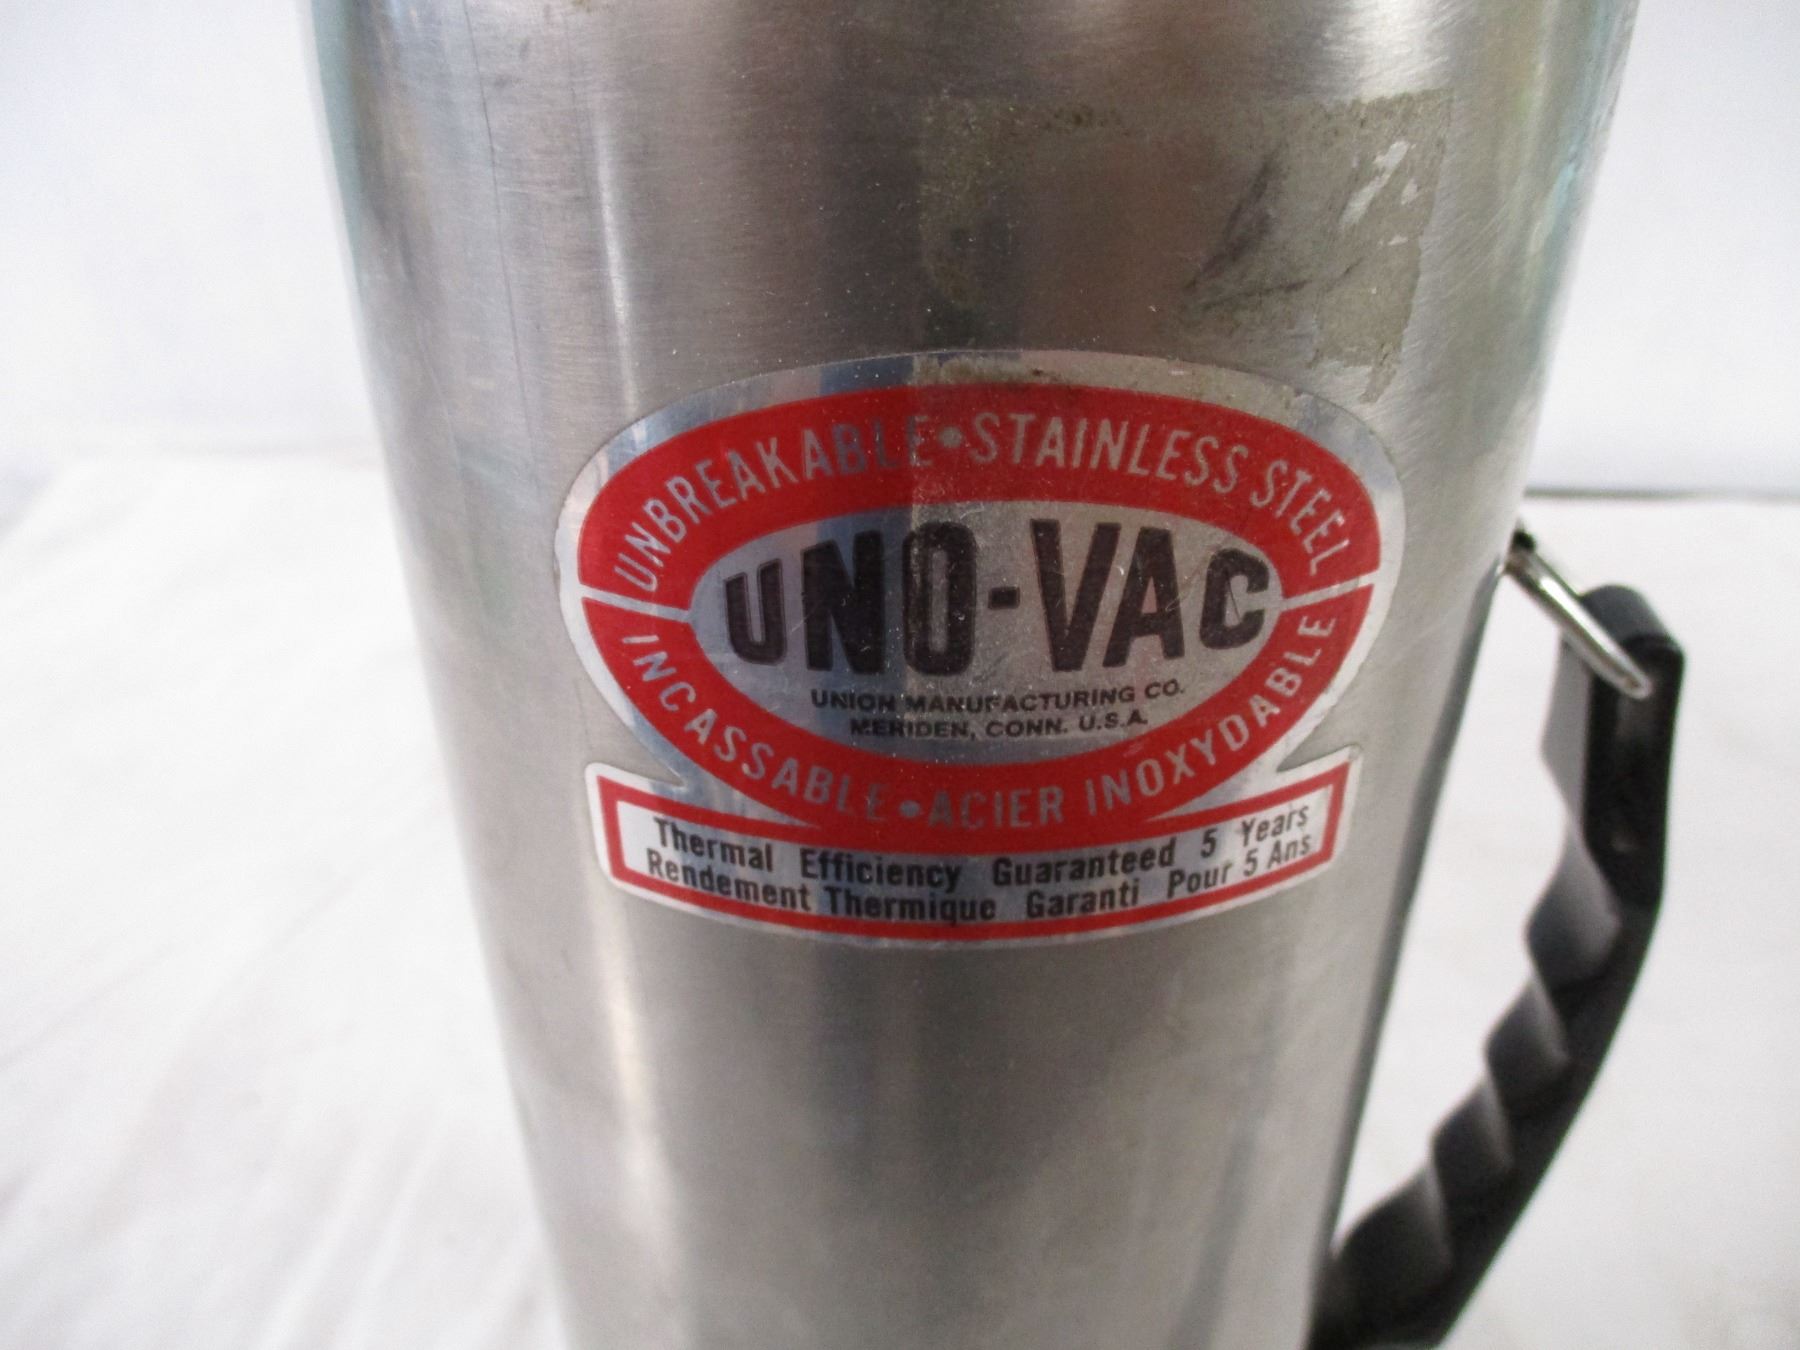 UNBREAKABLE•STAINLESS STEEL
UNO-VAC
UNION MANUFACTURING CO.
MERIDEN, CONN. U.S.A.
INCASSABLE•ACIER INOXYDABLE
Thermal Efficiency Guaranteed 5 Years
Rendement Thermique Garanti Pour 5 Ans